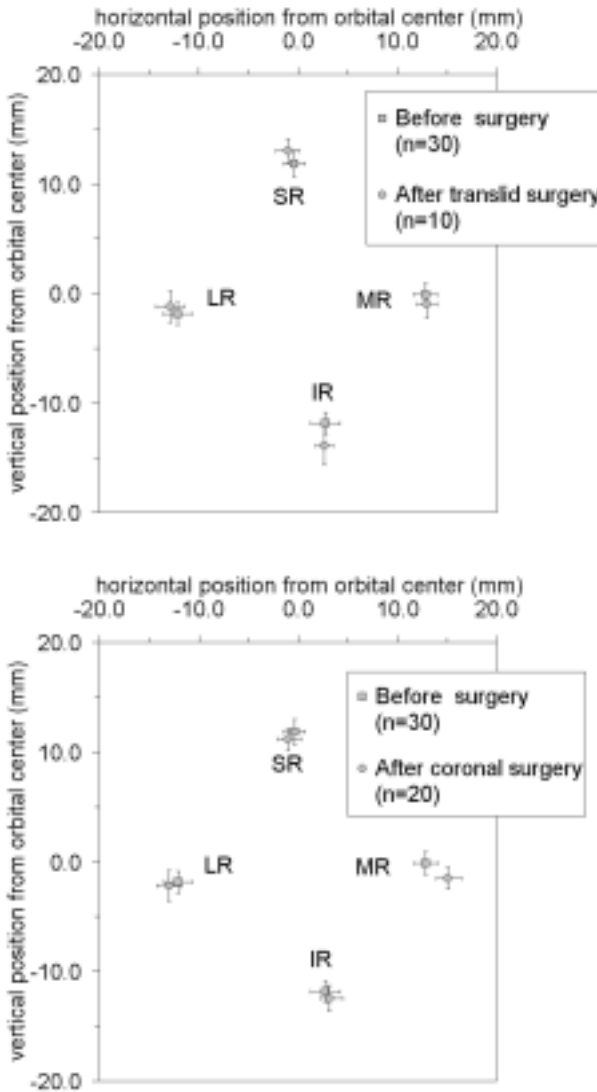 horizontal position from orbital center (mm)
-20.0 -10.0 0.0 10.0 20.0
20.0
10.0
0.0
-10.0
-20.0
vertical position from orbital center (mm)
Before surgery
(n=30)
After translid surgery
(n=10)
SR
LR
MR
IR
horizontal position from orbital center (mm)
-20.0 -10.0 0.0 10.0 20.0
20.0
10.0
0.0
-10.0
-20.0
vertical position from orbital center (mm)
Before surgery
(n=30)
After coronal surgery
(n=20)
SR
LR
MR
IR